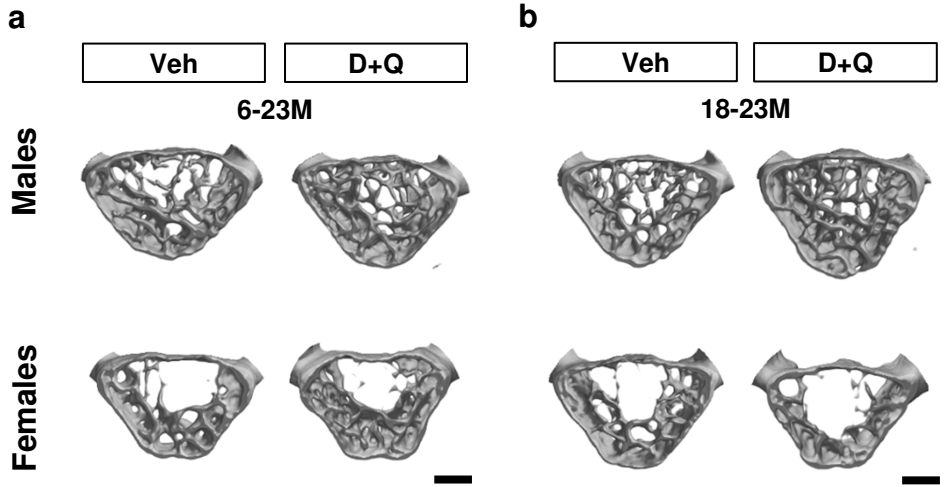 a
b
Veh
D+Q
Veh
D+Q
6-23M
18-23M
Males
Females